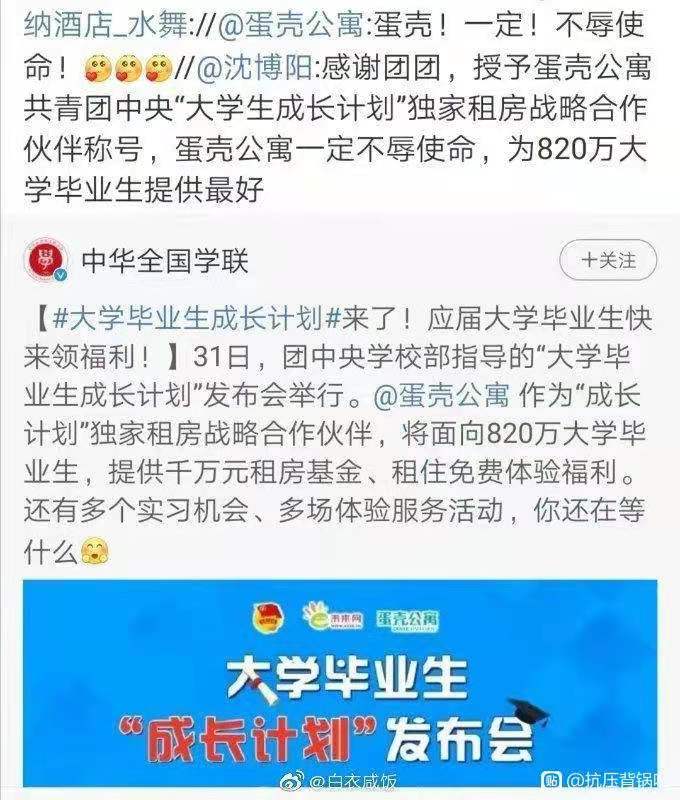 纳酒店_水舞://@蛋壳公寓:蛋壳！一定！不辱使
命！//@沈博阳:感谢团团，授予蛋壳公寓
共青团中央“大学生成长计划”独家租房战略合作
伙伴称号，蛋壳公寓一定不辱使命，为820万大
学毕业生提供最好
中华全国学联
十关注
【#大学毕业生成长计划#来了！应届大学毕业生快
来领福利！】31日，团中央学校部指导的“大学毕
业生成长计划”发布会举行。@蛋壳公寓 作为“成长
计划”独家租房战略合作伙伴，将面向820万大学毕
业生，提供千万元租房基金、租住免费体验福利。
还有多个实习机会、多场体验服务活动，你还在等
什么
未来网 蛋壳公寓
大学毕业生
“成长计划”发布会
@白衣咸饭
贴 @抗压背锅